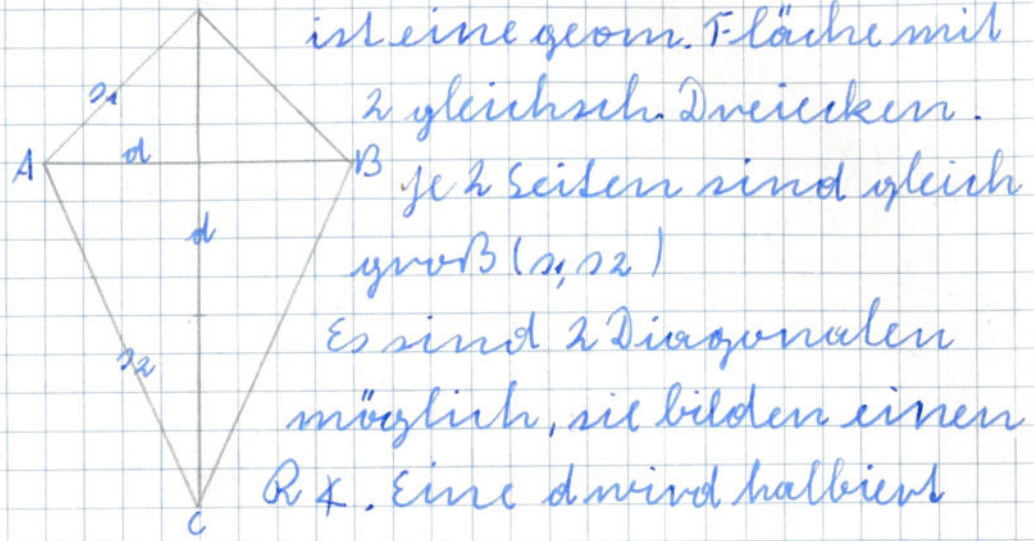 ist eine geom. Fläche mit
s1
2 gleichsch. Dreiecken.
A d B
je 2 Seiten sind gleich
d
groß (s1, s2)
Es sind 2 Diagonalen
s2
möglich, sie bilden einen
R ∢. Eine d wird halbiert
C